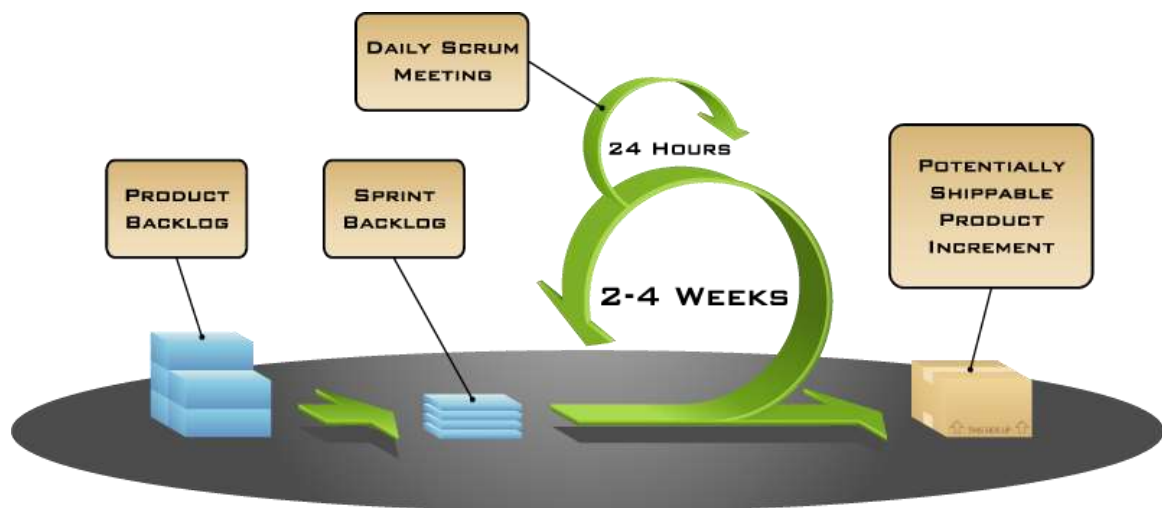 DAILY SCRUM
MEETING
24 HOURS
PRODUCT
BACKLOG
SPRINT
BACKLOG
2-4 WEEKS
POTENTIALLY
SHIPPABLE
PRODUCT
INCREMENT